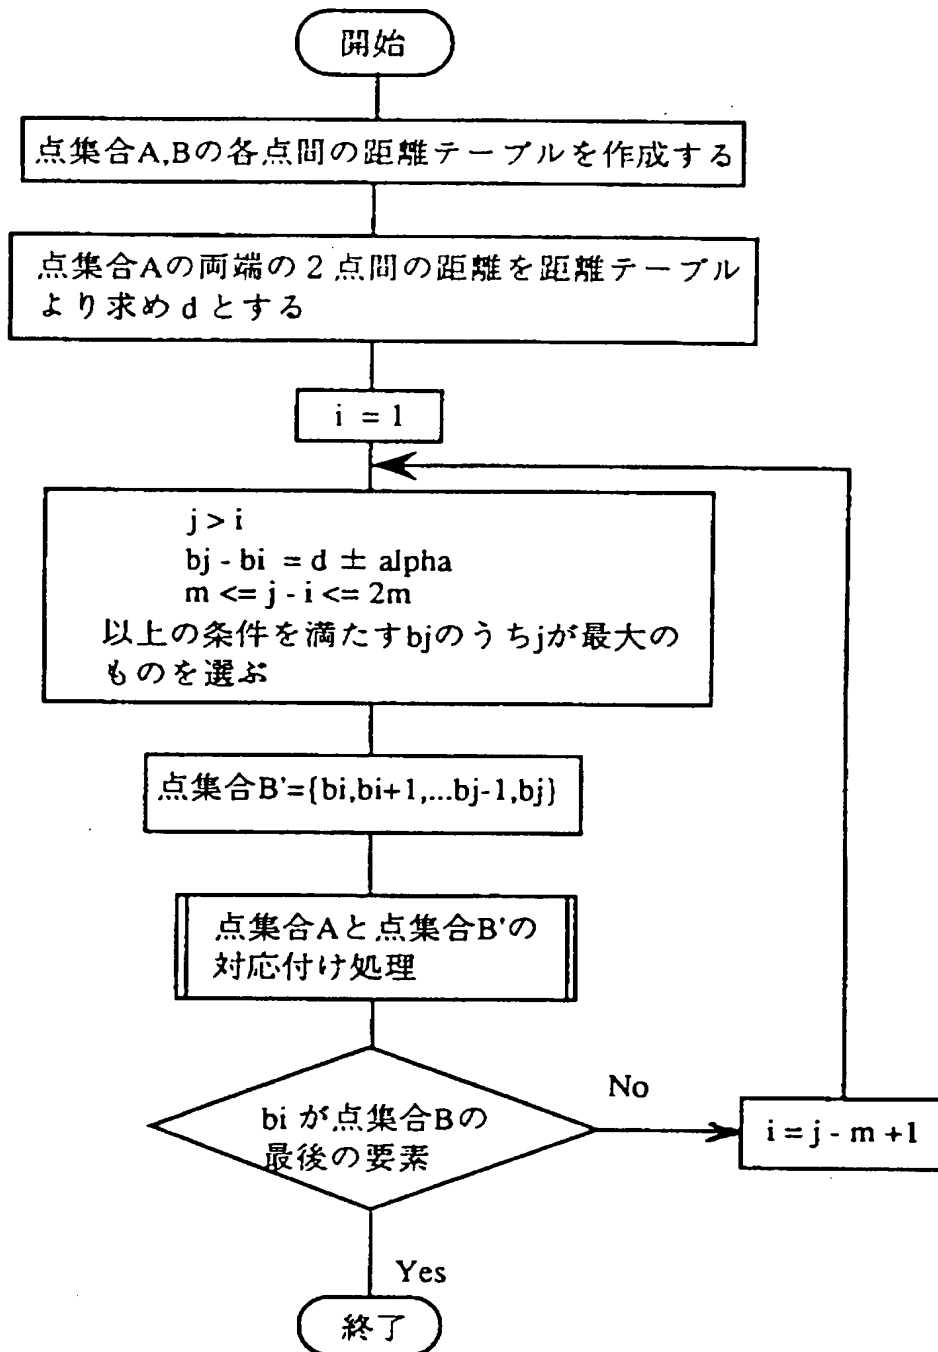 開始
点集合A,Bの各点間の距離テーブルを作成する
点集合Aの両端の2点間の距離を距離テーブル
より求めdとする
i = 1
j > i
bj - bi = d ± alpha
m <= j - i <= 2m
以上の条件を満たすbjのうちjが最大の
ものを選ぶ
点集合B'={bi,bi+1,...bj-1,bj}
点集合Aと点集合B'の
対応付け処理
bi が点集合Bの
最後の要素
No
i = j - m +1
Yes
終了